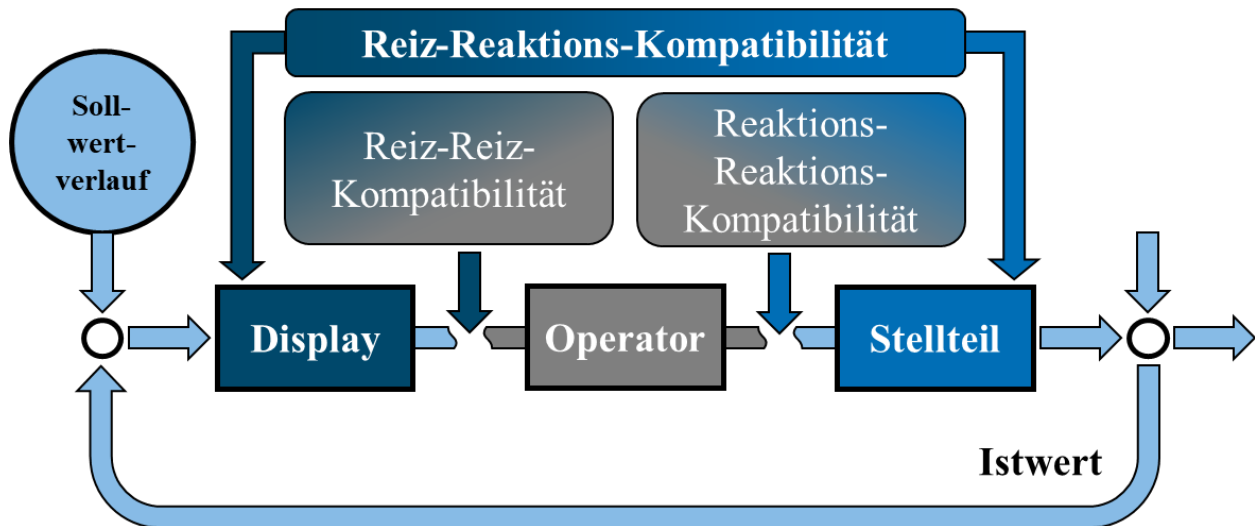 Reiz-Reaktions-Kompatibilität
Soll-
wert-
verlauf
Reiz-Reiz-
Kompatibilität
Reaktions-
Reaktions-
Kompatibilität
Display
Operator
Stellteil
Istwert